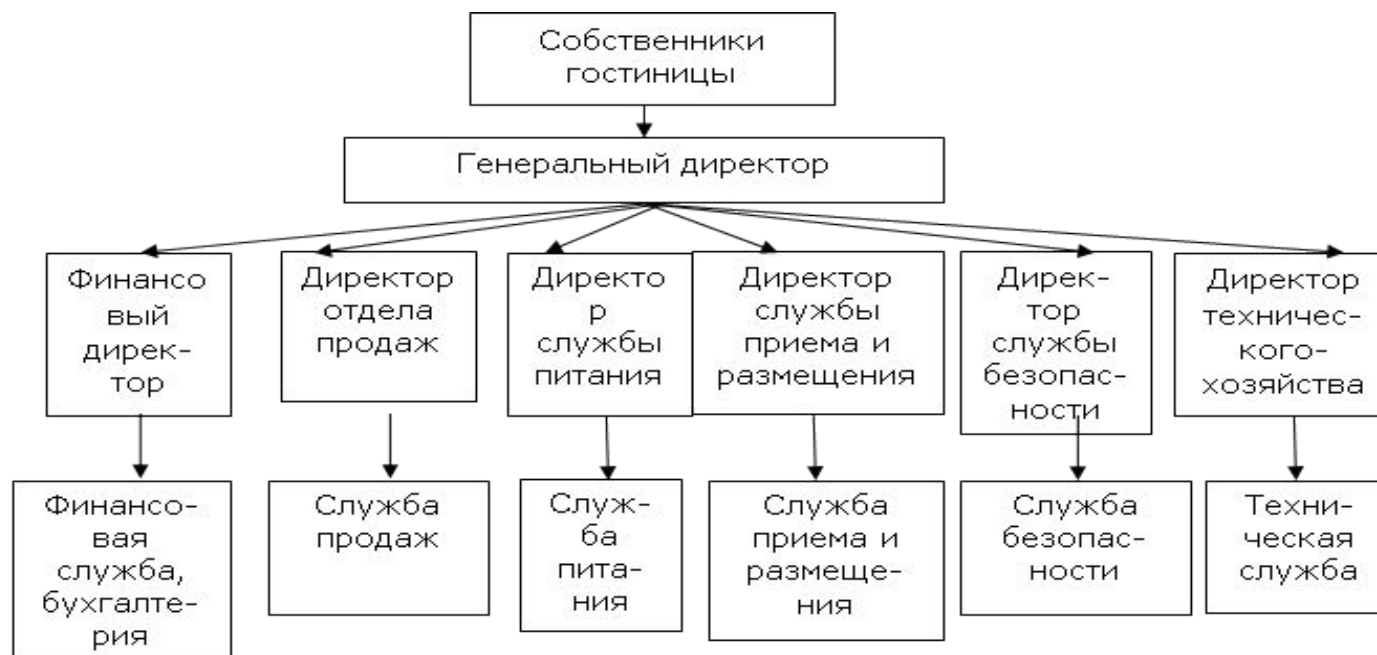 Собственники
гостиницы
Генеральный директор
Финансо
вый
дирек-
тор
Директор
отдела
продаж
Директо
р
службы
питания
Директор
службы
приема и
размещения
Дирек-
тор
службы
безопас-
ности
Директор
техничес-
кого-
хозяйства
Финансо-
вая
служба,
бухгалте-
рия
Служба
продаж
Служ-
ба
пита-
ния
Служба
приема и
размеще-
ния
Служба
безопас-
ности
Техни-
ческая
служба